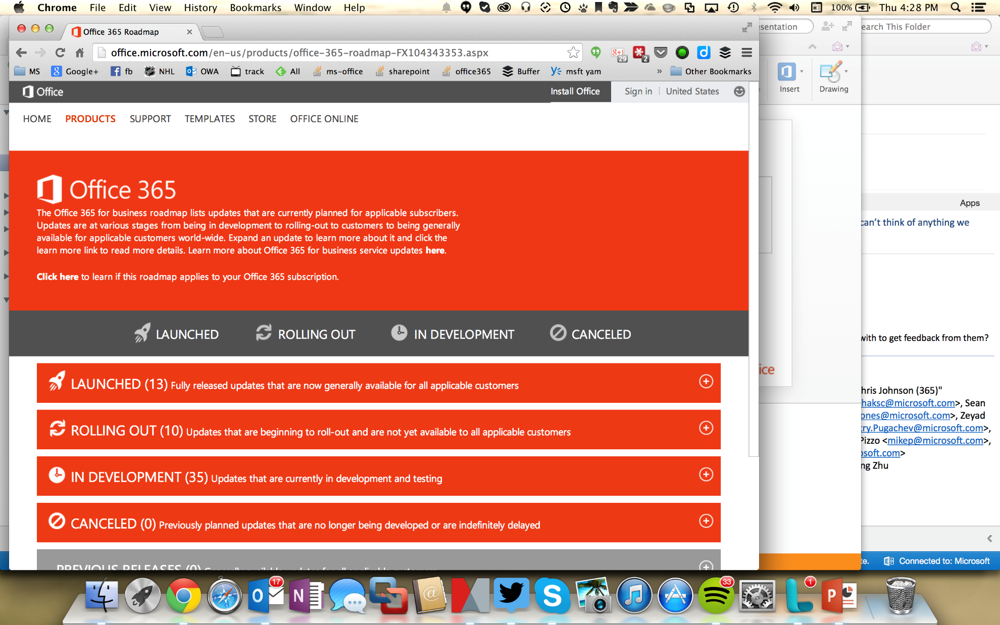 Chrome File Edit View History Bookmarks Window Help 100% Thu 4:28 PM
Office 365 Roadmap
esentation
earch This Folder
office.microsoft.com/en-us/products/office-365-roadmap-FX104343353.aspx
g+1 29 2
MS Google+ fb NHL OWA track All ms-office sharepoint office365 Buffer msft yam » Other Bookmarks
Insert Drawing
Office Install Office Sign in United States
HOME PRODUCTS SUPPORT TEMPLATES STORE OFFICE ONLINE
Office 365
The Office 365 for business roadmap lists updates that are currently planned for applicable subscribers.
Updates are at various stages from being in development to rolling-out to customers to being generally
available for applicable customers world-wide. Expand an update to learn more about it and click the
learn more link to read more details. Learn more about Office 365 for business service updates here.
Click here to learn if this roadmap applies to your Office 365 subscription.
LAUNCHED ROLLING OUT IN DEVELOPMENT CANCELED
LAUNCHED (13) Fully released updates that are now generally available for all applicable customers
ROLLING OUT (10) Updates that are beginning to roll-out and are not yet available to all applicable customers
IN DEVELOPMENT (35) Updates that are currently in development and testing
CANCELED (0) Previously planned updates that are no longer being developed or are indefinitely delayed
PREVIOUS RELEASES (0) Generally available updates for all applicable customers
Apps
can't think of anything we
with to get feedback from them?
ice
hris Johnson (365)"
haksc@microsoft.com>, Sean
ones@microsoft.com>, Zeyad
ry.Pugachev@microsoft.com>,
Pizzo <mikep@microsoft.com>,
osoft.com>
ng Zhu
te. Connected to: Microsoft
17 33 1